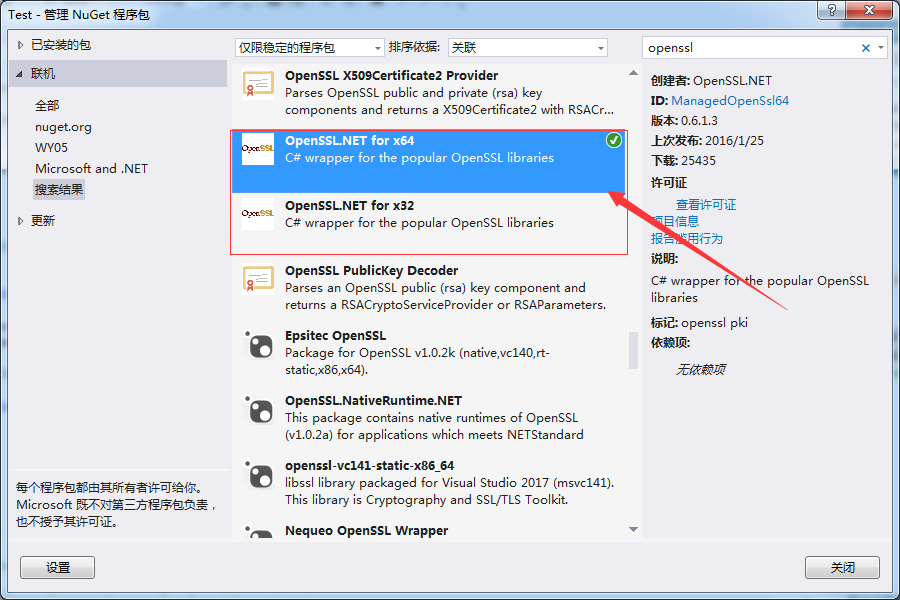 Test - 管理 NuGet 程序包
已安装的包
联机
全部
nuget.org
WY05
Microsoft and .NET
搜索结果
更新
每个程序包都由其所有者许可给你。
Microsoft 既不对第三方程序包负责，
也不授予其许可证。
设置
仅限稳定的程序包
排序依据: 关联
OpenSSL X509Certificate2 Provider
Parses OpenSSL public and private (rsa) key
components and returns a X509Certificate2 with RSACr...
OpenSSL
OpenSSL.NET for x64
C# wrapper for the popular OpenSSL libraries
OpenSSL
OpenSSL.NET for x32
C# wrapper for the popular OpenSSL libraries
OpenSSL PublicKey Decoder
Parses an OpenSSL public (rsa) key component and
returns a RSACryptoServiceProvider or RSAParameters.
Epsitec OpenSSL
Package for OpenSSL v1.0.2k (native,vc140,rt-
static,x86,x64).
OpenSSL.NativeRuntime.NET
This package contains native runtimes of OpenSSL
(v1.0.2a) for applications which meets NETStandard
openssl-vc141-static-x86_64
libssl library packaged for Visual Studio 2017 (msvc141).
This library is Cryptography and SSL/TLS Toolkit.
Nequeo OpenSSL Wrapper
openssl
创建者: OpenSSL.NET
ID: ManagedOpenSsl64
版本: 0.6.1.3
上次发布: 2016/1/25
下载: 25435
许可证
查看许可证
项目信息
报告滥用行为
说明:
C# wrapper for the popular OpenSSL
libraries
标记: openssl pki
依赖项:
无依赖项
关闭